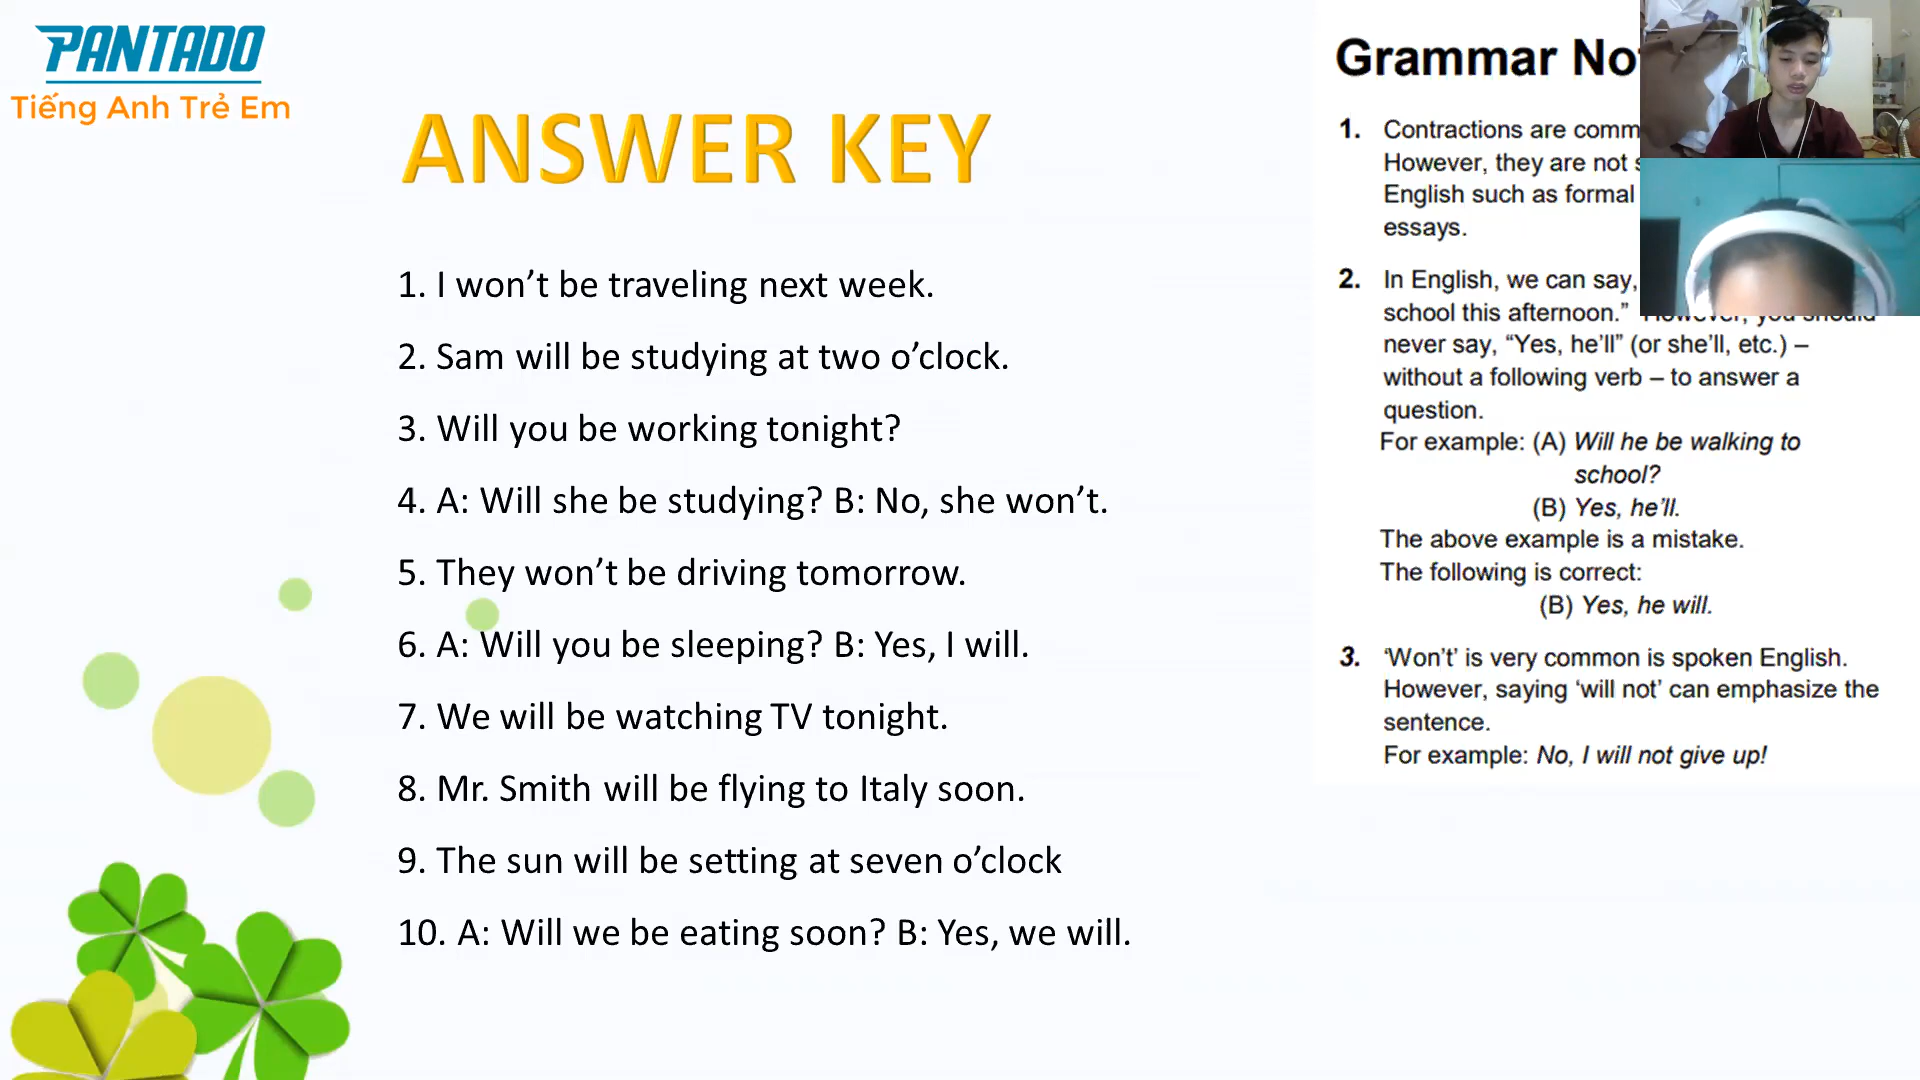 PANTADO
Tiếng Anh Trẻ Em
ANSWER KEY
1. I won’t be traveling next week.
2. Sam will be studying at two o’clock.
3. Will you be working tonight?
4. A: Will she be studying? B: No, she won’t.
5. They won’t be driving tomorrow.
6. A: Will you be sleeping? B: Yes, I will.
7. We will be watching TV tonight.
8. Mr. Smith will be flying to Italy soon.
9. The sun will be setting at seven o’clock
10. A: Will we be eating soon? B: Yes, we will.
Grammar
1. Contractions are
However, they are not
English such as formal
essays.
2. In English, we can say,
school this afternoon.” However, you should
never say, “Yes, he’ll” (or she’ll, etc.) –
without a following verb – to answer a
question.
For example: (A) Will he be walking to
school?
(B) Yes, he’ll.
The above example is a mistake.
The following is correct:
(B) Yes, he will.
3. ‘Won’t’ is very common is spoken English.
However, saying ‘will not’ can emphasize the
sentence.
For example: No, I will not give up!